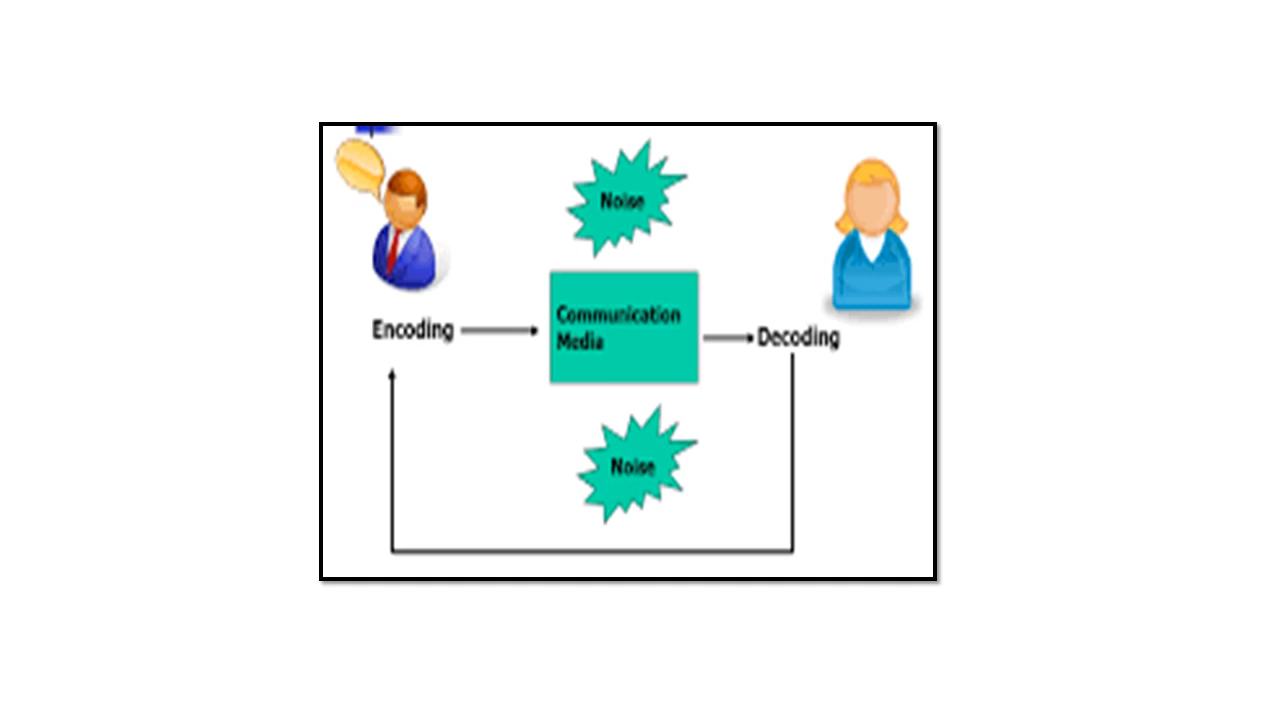 Noise
Encoding
Communication
Media
Decoding
Noise